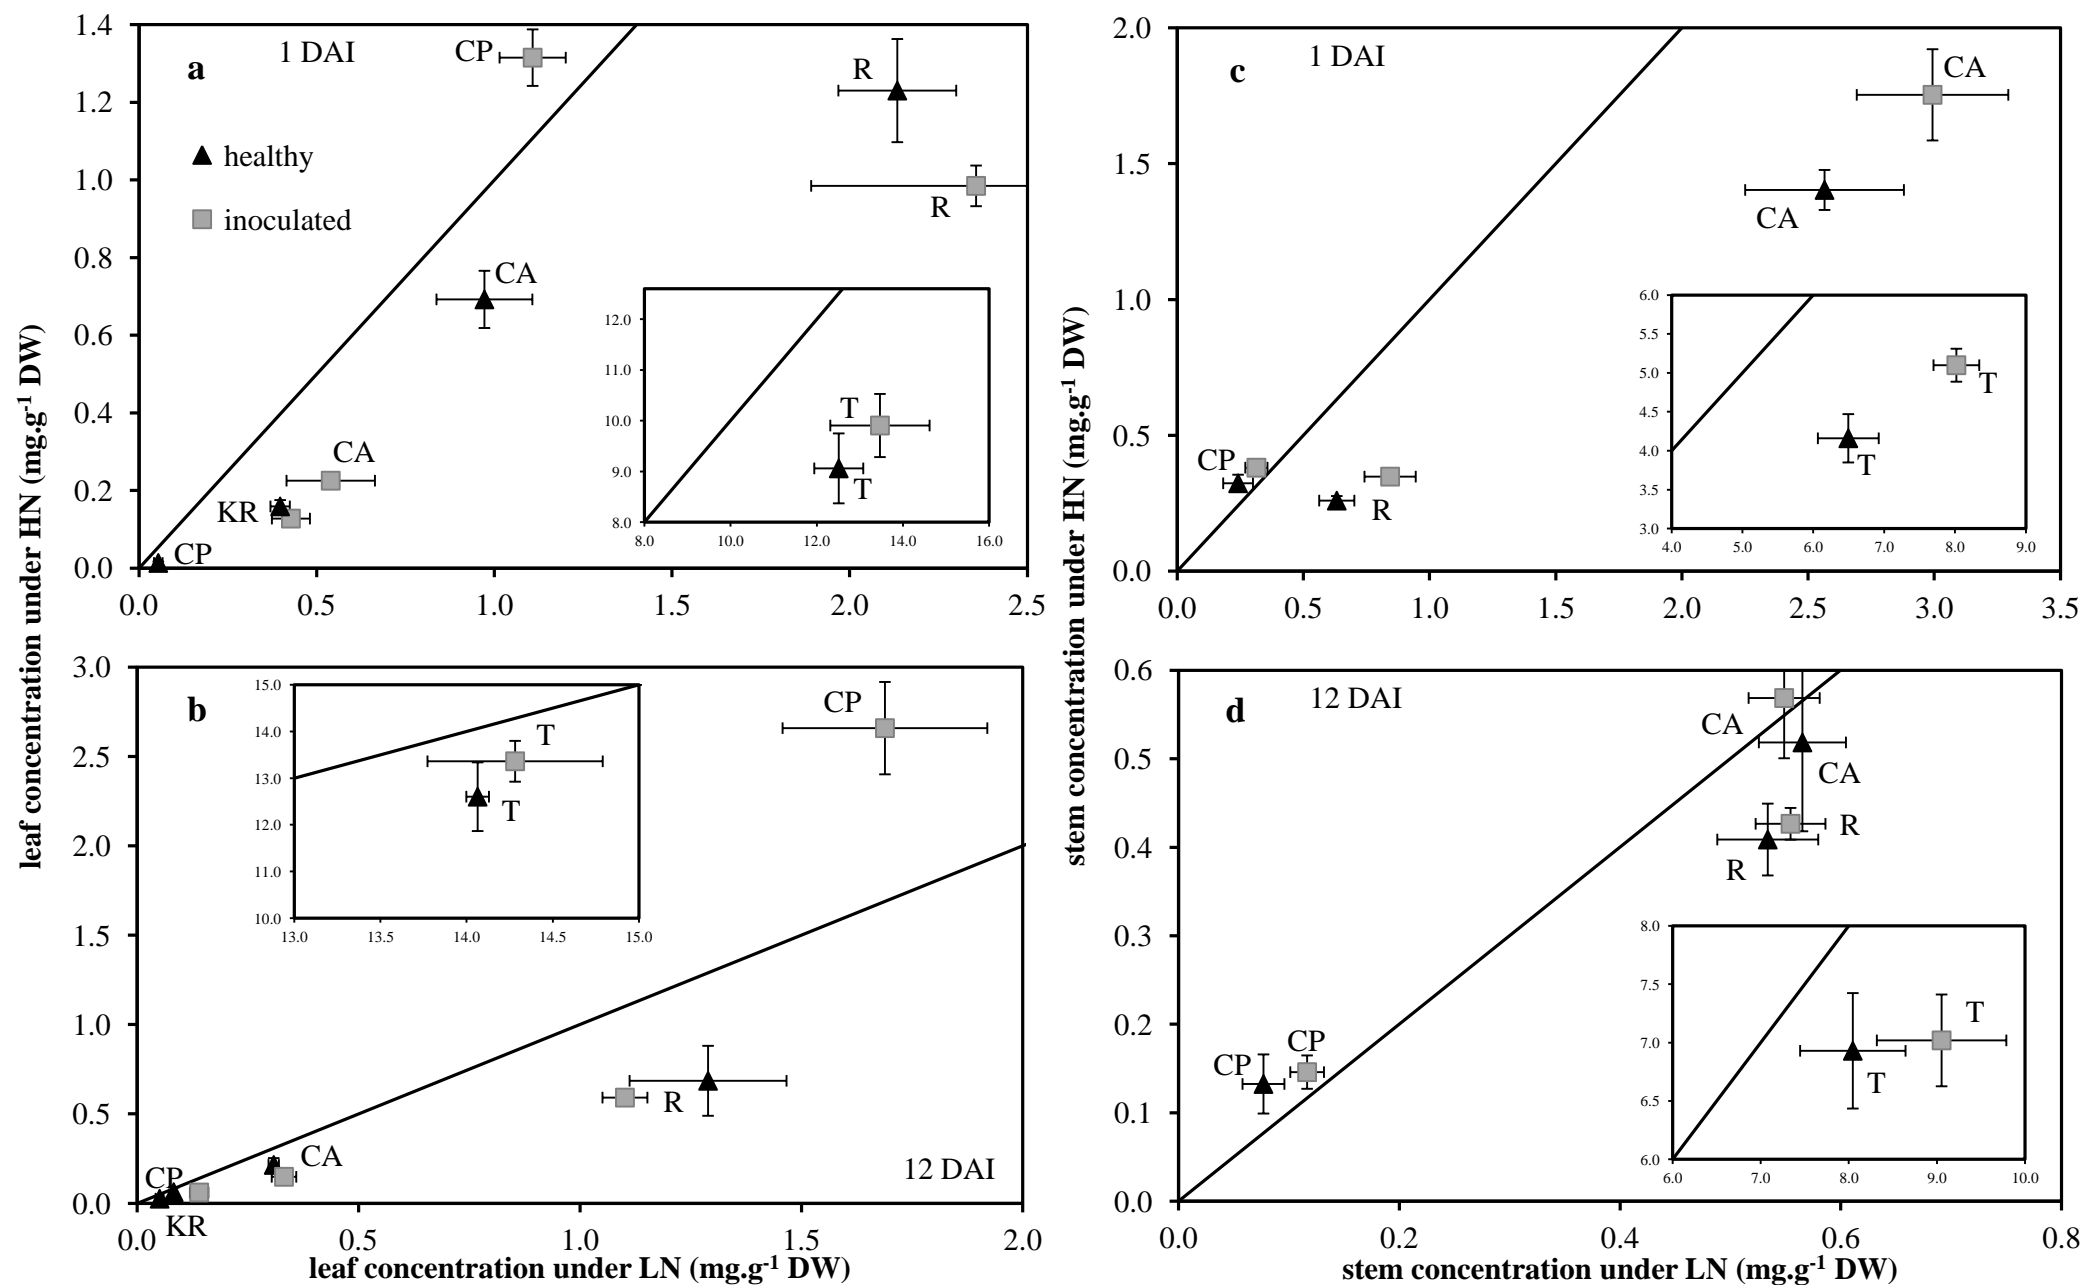 leaf concentration under HN (mg.g-1 DW)
a
1 DAI
healthy
inoculated
1.4
1.2
1.0
0.8
0.6
0.4
0.2
0.0
0.0 0.5 1.0 1.5 2.0 2.5
CP
R
R
CA
CA
KR
CP
12.0
11.0
10.0
9.0
8.0
8.0 10.0 12.0 14.0 16.0
T
T
stem concentration under HN (mg.g-1 DW)
c
1 DAI
2.0
1.5
1.0
0.5
0.0
0.0 0.5 1.0 1.5 2.0 2.5 3.0 3.5
CA
CA
CP
R
6.0
5.5
5.0
4.5
4.0
3.5
3.0
4.0 5.0 6.0 7.0 8.0 9.0
T
T
b
12 DAI
3.0
2.5
2.0
1.5
1.0
0.5
0.0
0.0 0.5 1.0 1.5 2.0
CP
R
CA
CP
KR
15.0
14.0
13.0
12.0
11.0
10.0
13.0 13.5 14.0 14.5 15.0
T
T
leaf concentration under LN (mg.g-1 DW)
d
12 DAI
0.6
0.5
0.4
0.3
0.2
0.1
0.0
0.0 0.2 0.4 0.6 0.8
CA
CA
R
R
CP
CP
8.0
7.5
7.0
6.5
6.0
6.0 7.0 8.0 9.0 10.0
T
T
stem concentration under LN (mg.g-1 DW)